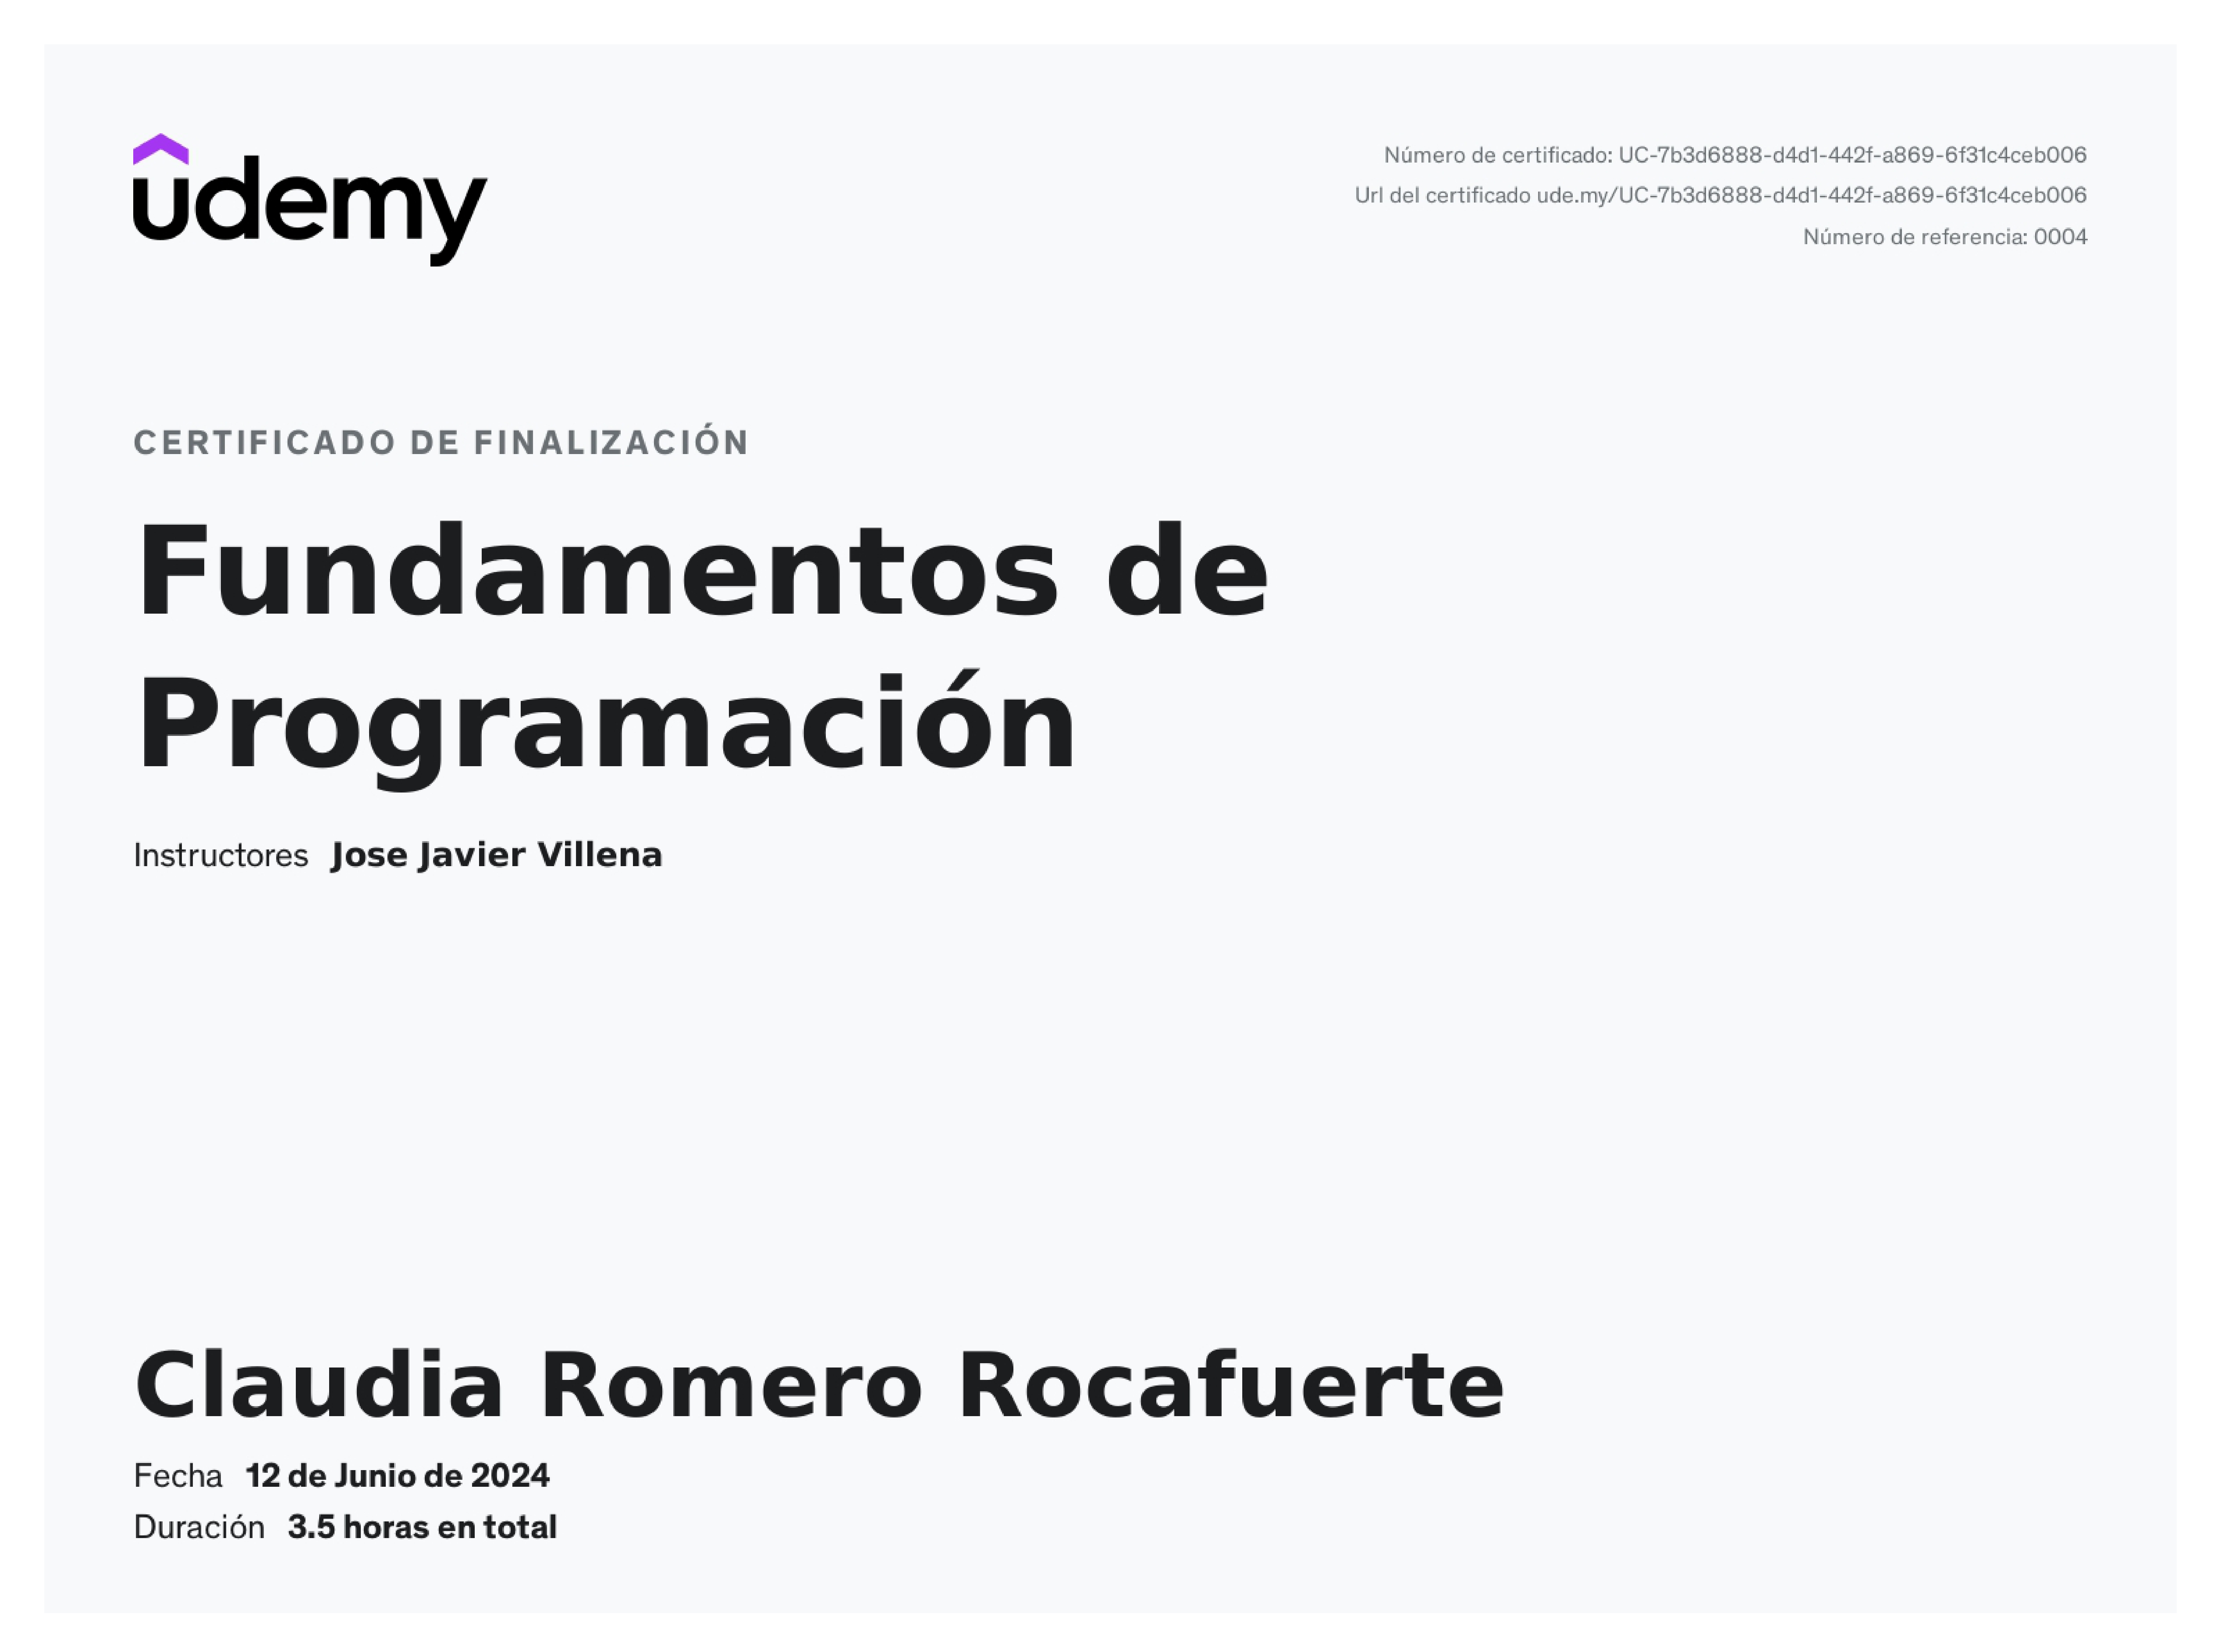 udemy
Número de certificado: UC-7b3d6888-d4d1-442f-a869-6f31c4ceb006
Url del certificado ude.my/UC-7b3d6888-d4d1-442f-a869-6f31c4ceb006
Número de referencia: 0004
CERTIFICADO DE FINALIZACIÓN
Fundamentos de
Programación
Instructores Jose Javier Villena
Claudia Romero Rocafuerte
Fecha 12 de Junio de 2024
Duración 3.5 horas en total